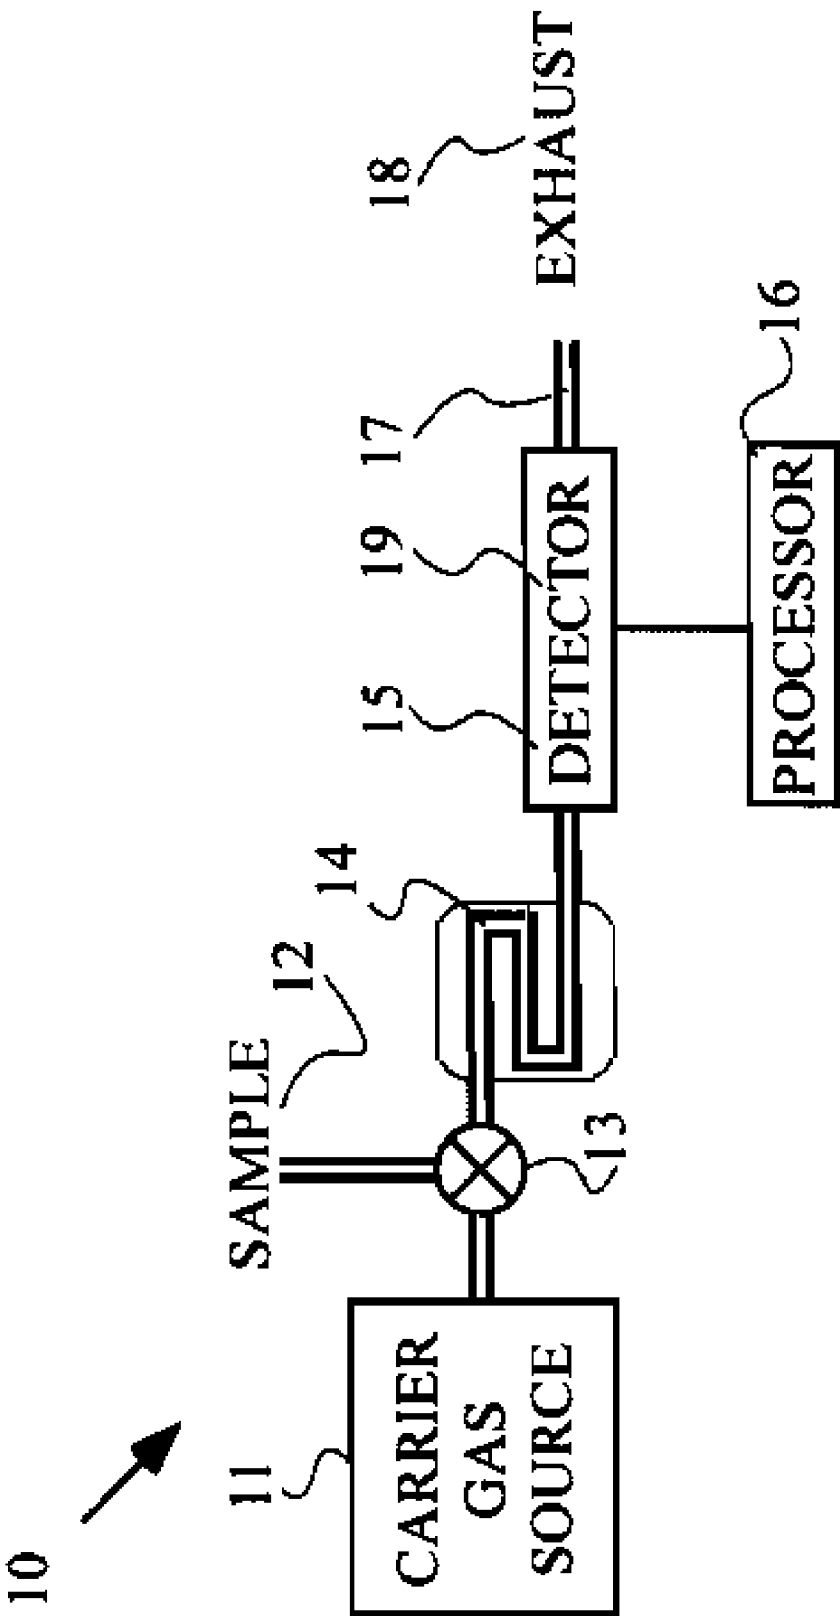 10
11
CARRIER
GAS
SOURCE
SAMPLE
12
13
14
15
19
DETECTOR
17
18
EXHAUST
16
PROCESSOR